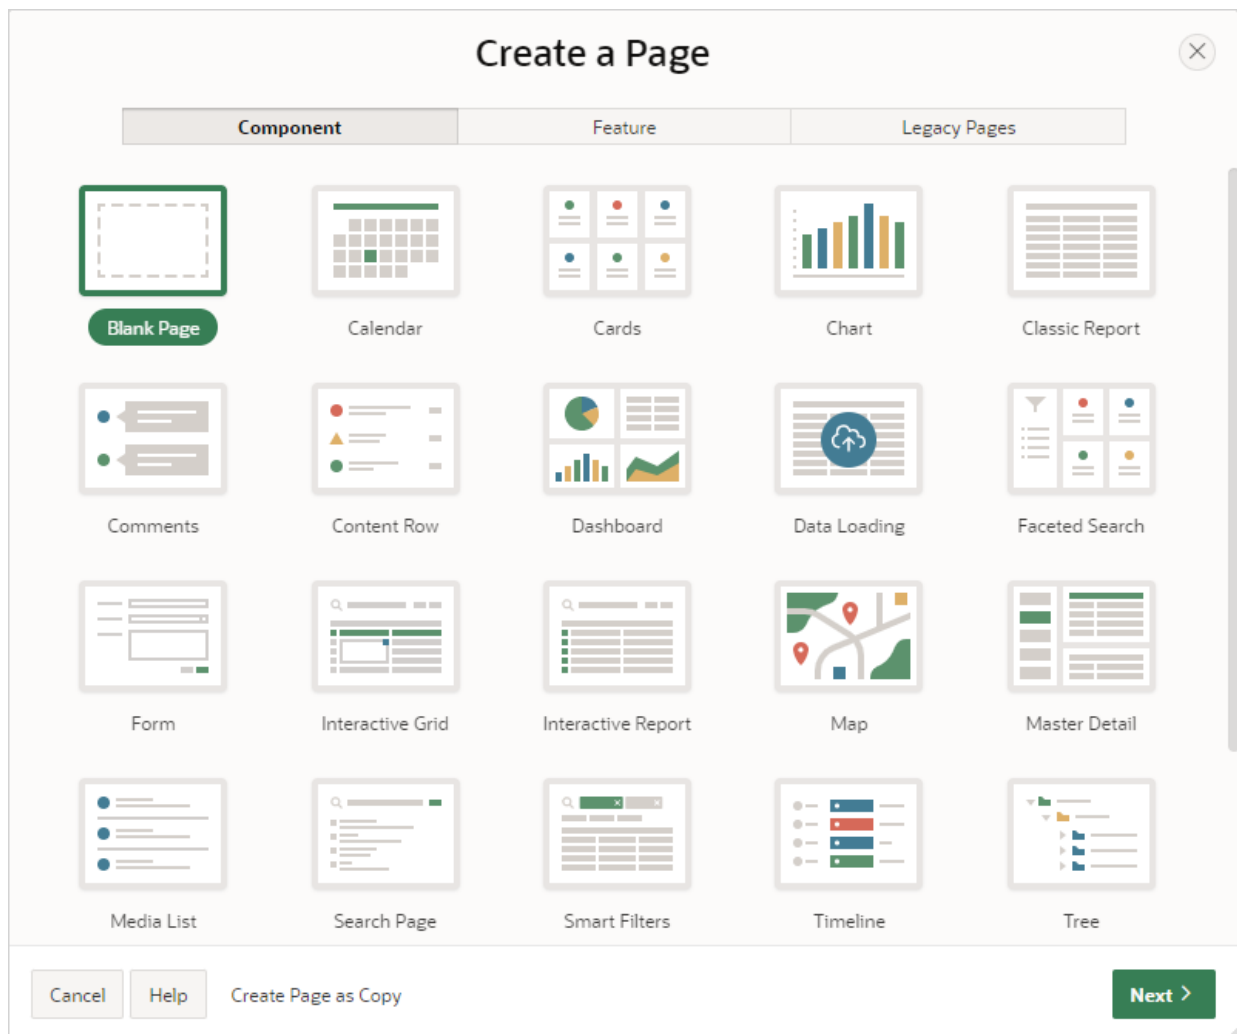 Create a Page
Component Feature Legacy Pages
Blank Page Calendar Cards Chart Classic Report
Comments Content Row Dashboard Data Loading Faceted Search
Form Interactive Grid Interactive Report Map Master Detail
Media List Search Page Smart Filters Timeline Tree
Cancel Help Create Page as Copy Next